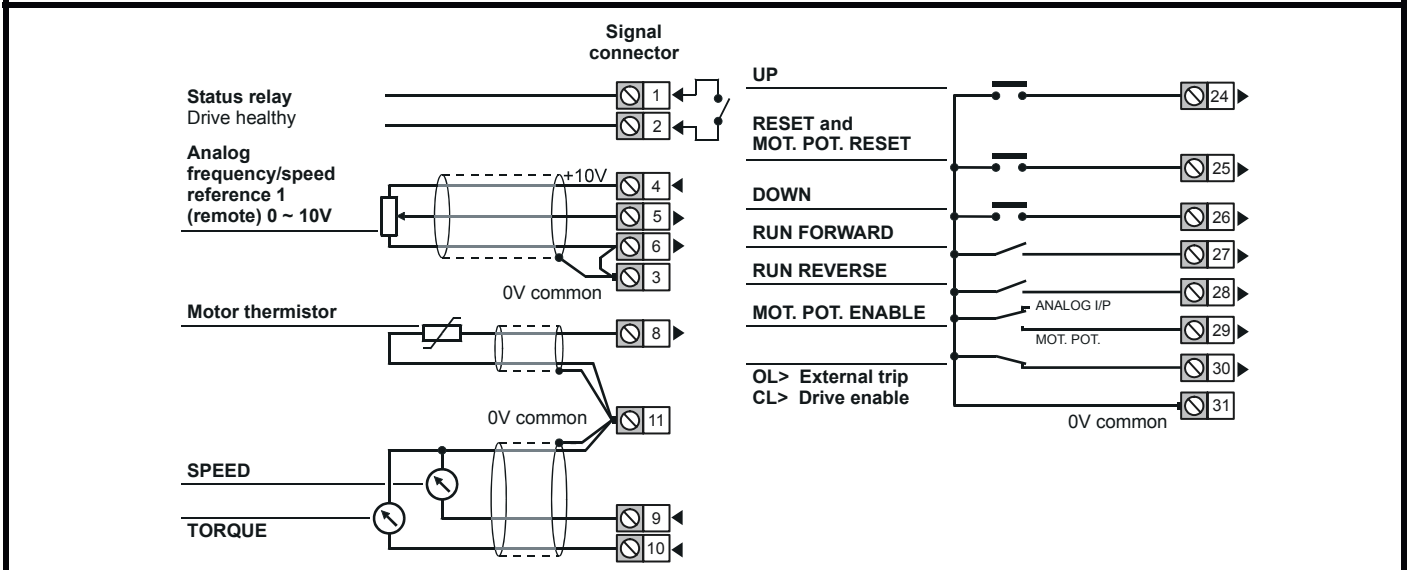 Signal
connector
Status relay
Drive healthy
1
2
Analog
frequency/speed
reference 1
(remote) 0 ~ 10V
+10V
4
5
6
3
0V common
Motor thermistor
8
0V common
11
SPEED
TORQUE
9
10
UP
24
RESET and
MOT. POT. RESET
25
DOWN
26
RUN FORWARD
27
RUN REVERSE
28
MOT. POT. ENABLE
ANALOG I/P
29
MOT. POT.
30
OL> External trip
CL> Drive enable
31
0V common